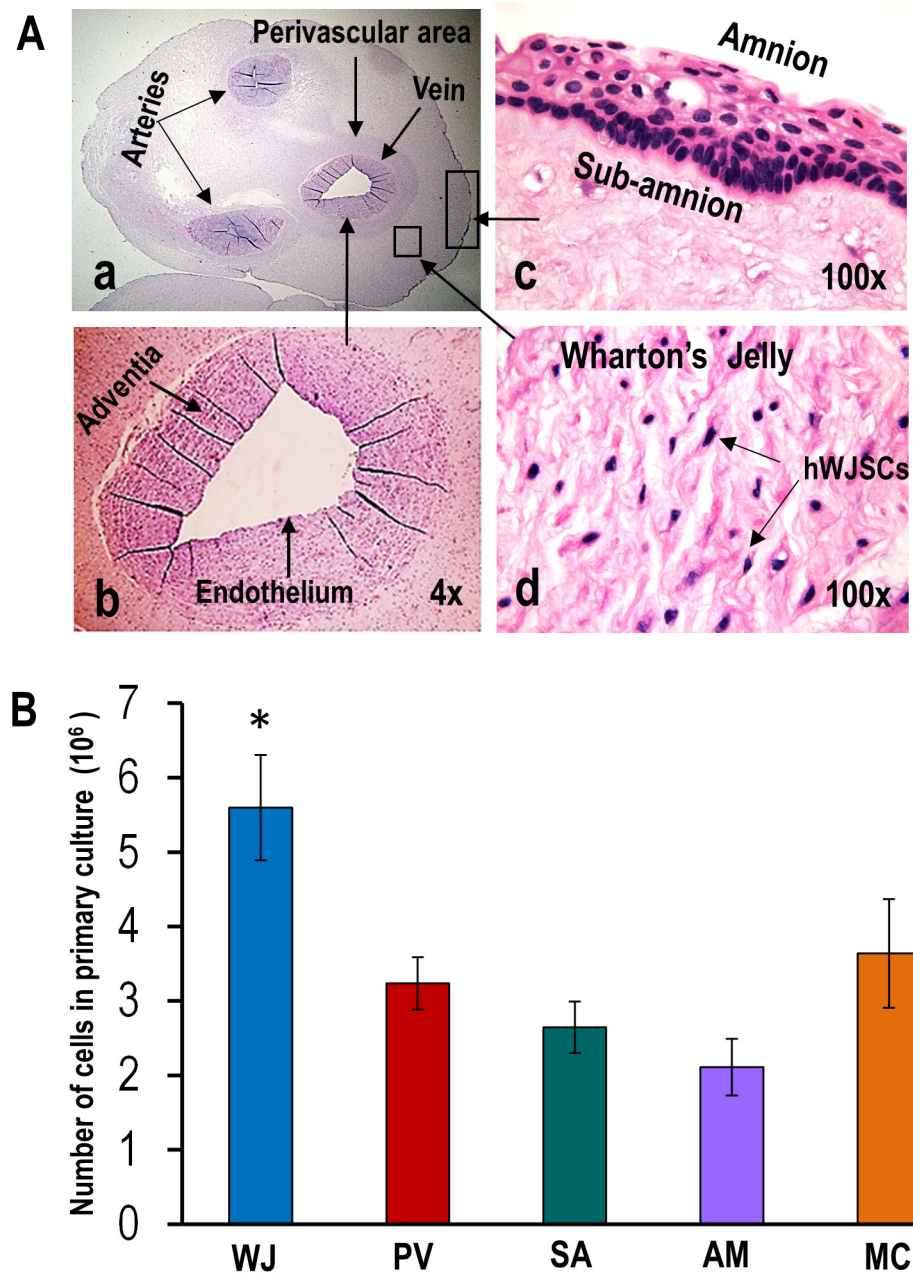 A
Perivascular area
Vein
Arteries
a
Amnion
Sub-amnion
c
100x
Adventia
Endothelium
b
4x
Wharton's Jelly
hWJSCs
d
100x
B
Number of cells in primary culture (10⁶)
7
6
5
4
3
2
1
0
*
WJ
PV
SA
AM
MC